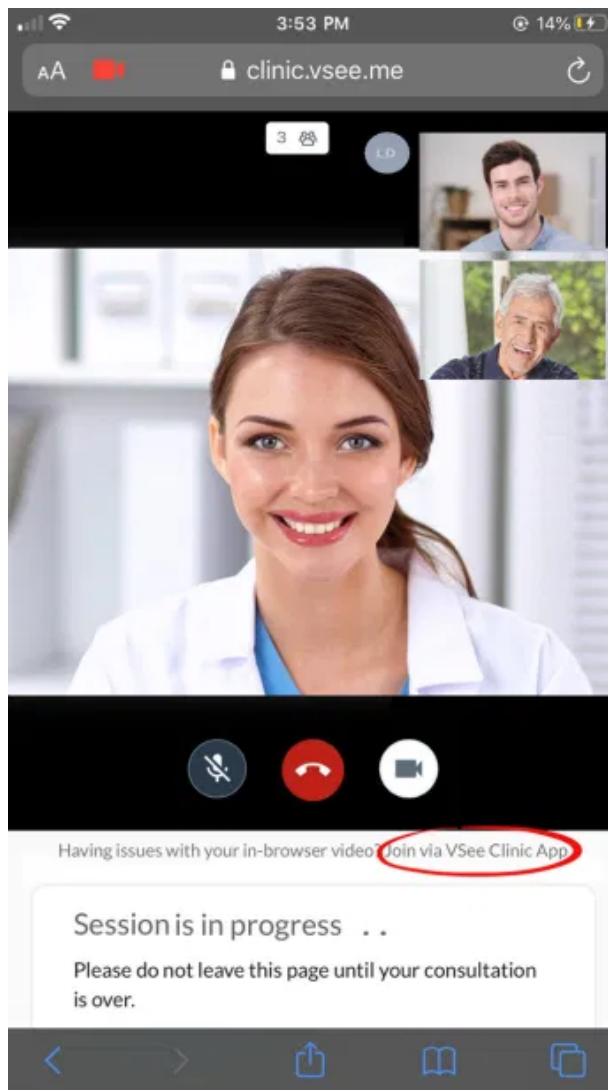 3:53 PM
14%
AA
clinic.vsee.me
3
LD
Having issues with your in-browser video? Join via VSee Clinic App
Session is in progress . .
Please do not leave this page until your consultation
is over.